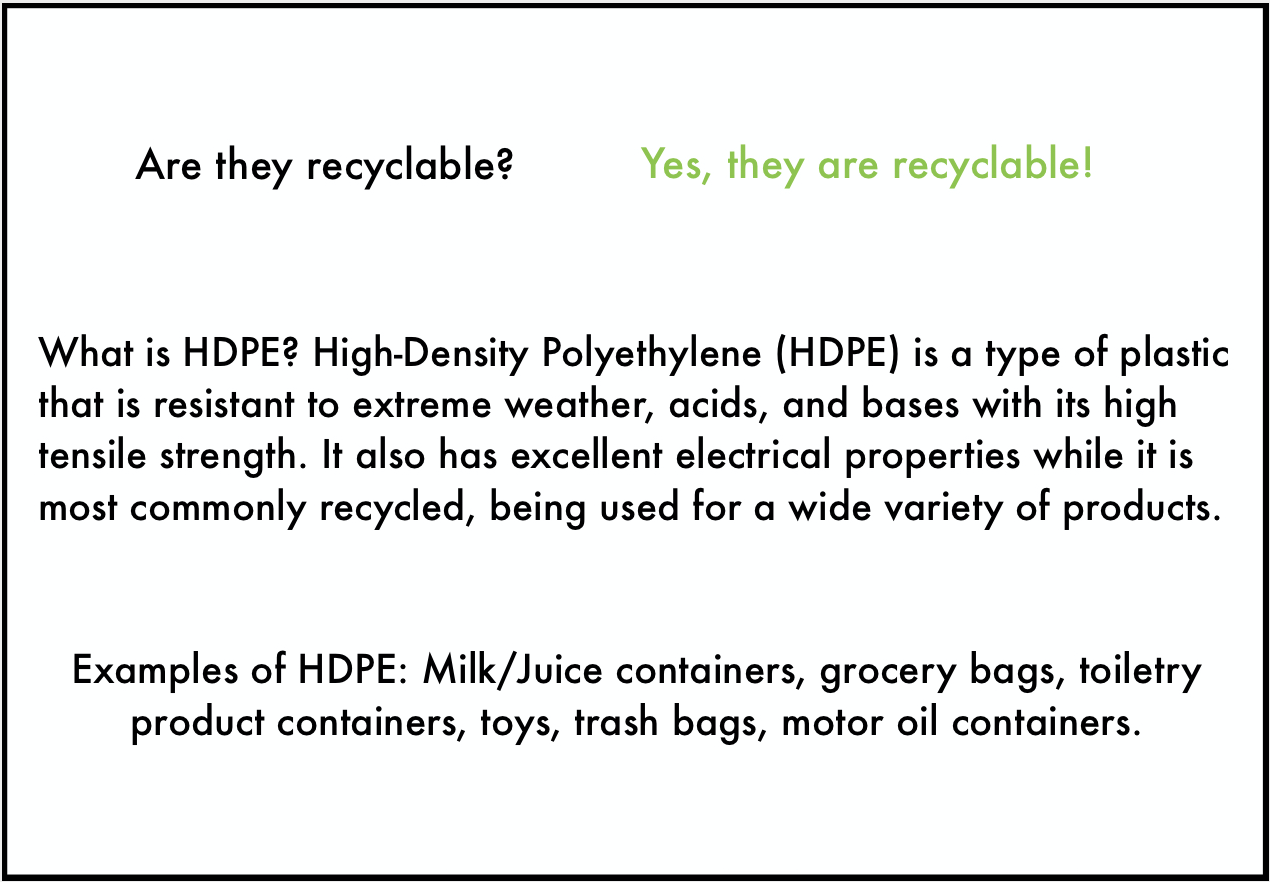 Are they recyclable?
Yes, they are recyclable!
What is HDPE? High-Density Polyethylene (HDPE) is a type of plastic
that is resistant to extreme weather, acids, and bases with its high
tensile strength. It also has excellent electrical properties while it is
most commonly recycled, being used for a wide variety of products.
Examples of HDPE: Milk/Juice containers, grocery bags, toiletry
product containers, toys, trash bags, motor oil containers.